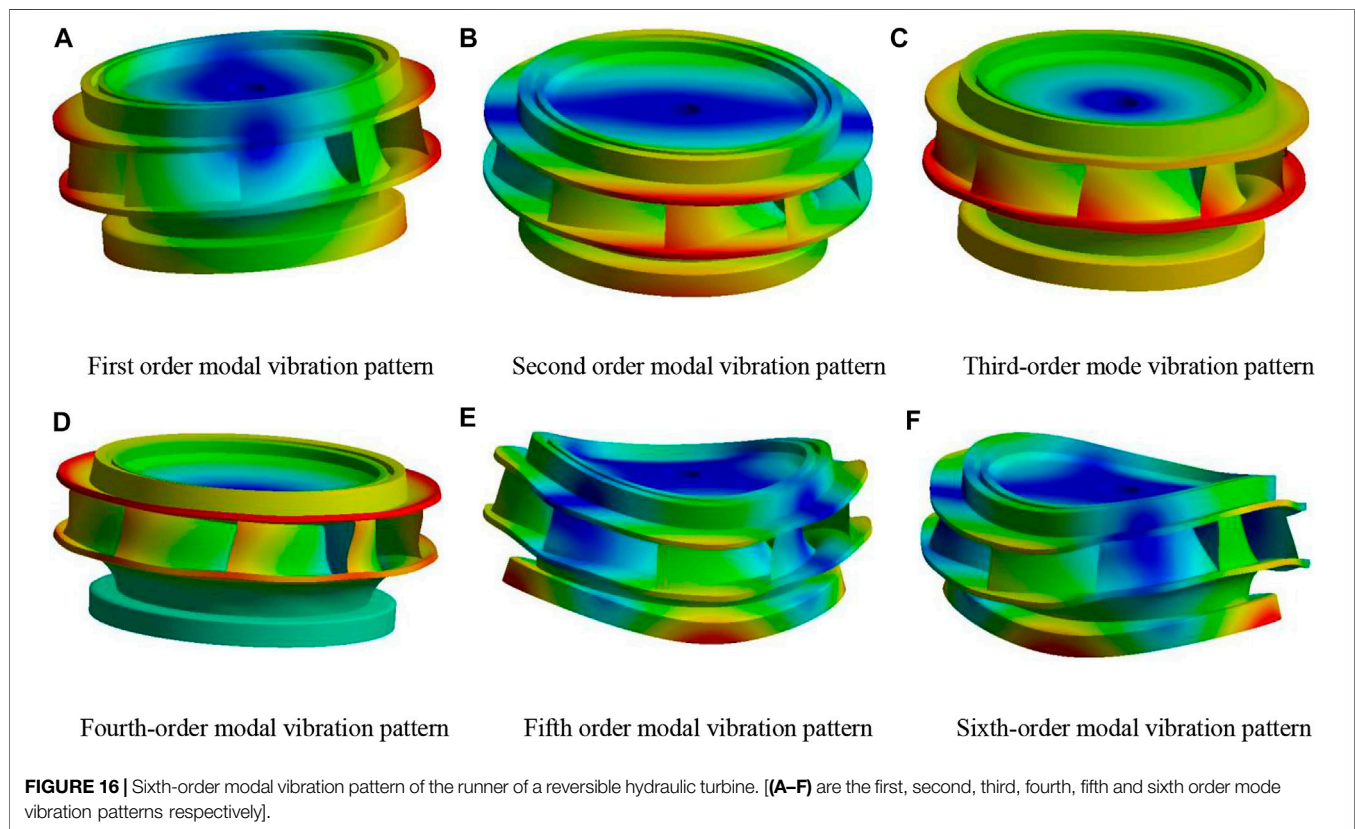 A
B
C
First order modal vibration pattern
Second order modal vibration pattern
Third-order mode vibration pattern
D
E
F
Fourth-order modal vibration pattern
Fifth order modal vibration pattern
Sixth-order modal vibration pattern
FIGURE 16 | Sixth-order modal vibration pattern of the runner of a reversible hydraulic turbine. [(A–F) are the first, second, third, fourth, fifth and sixth order mode
vibration patterns respectively].